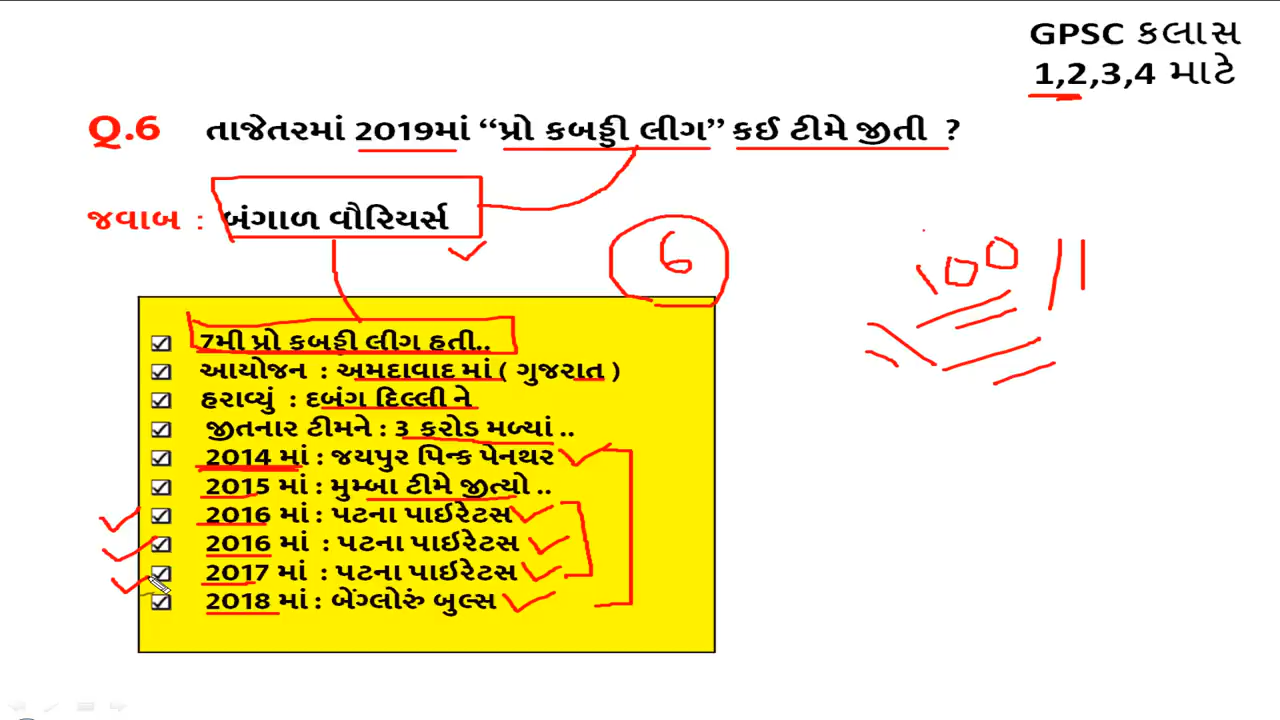 GPSC કલાસ
1,2,3,4 માટે
Q.6 તાજેતરમાં 2019માં “પ્રો કબડ્ડી લીગ” કઈ ટીમે જીતી ?
જવાબ : બંગાળ વૌરિયર્સ
6
100
7મી પ્રો કબડ્ડી લીગ હતી..
આયોજન : અમદાવાદ માં ( ગુજરાત )
હરાવ્યું : દબંગ દિલ્લી ને
જીતનાર ટીમને : 3 કરોડ મળ્યાં ..
2014 માં : જયપુર પિન્ક પેનથર
2015 માં : મુમ્બા ટીમે જીત્યો ..
2016 માં : પટના પાઈરેટસ
2016 માં : પટના પાઈરેટસ
2017 માં : પટના પાઈરેટસ
2018 માં : બેંગ્લોરું બુલ્સ